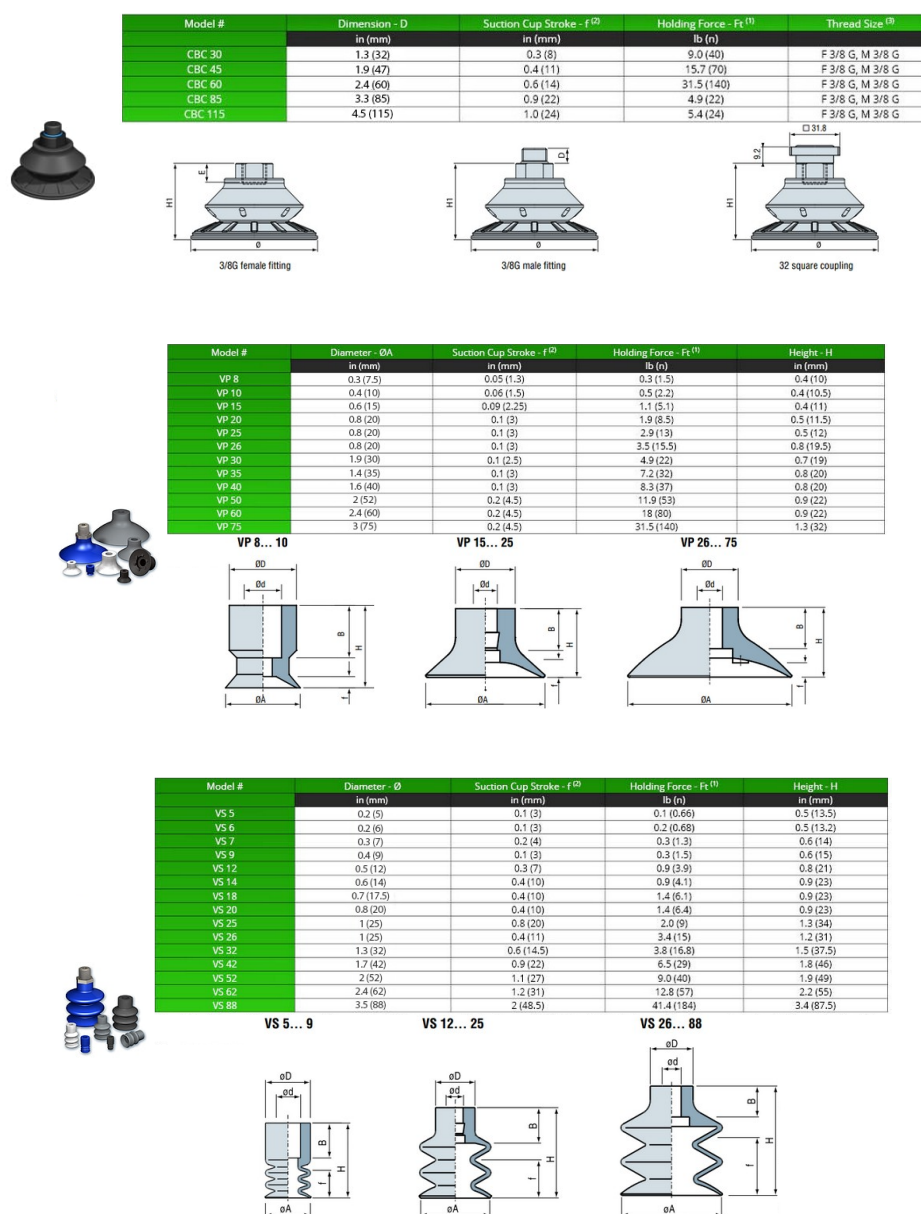 Model # Dimension - D Suction Cup Stroke - f (2) Holding Force - Ft (1) Thread Size (3)
in (mm) in (mm) lb (n)
CBC 30 1.3 (32) 0.3 (8) 9.0 (40) F 3/8 G, M 3/8 G
CBC 45 1.9 (47) 0.4 (11) 15.7 (70) F 3/8 G, M 3/8 G
CBC 60 2.4 (60) 0.6 (14) 31.5 (140) F 3/8 G, M 3/8 G
CBC 85 3.3 (85) 0.9 (22) 4.9 (22) F 3/8 G, M 3/8 G
CBC 115 4.5 (115) 1.0 (24) 5.4 (24) F 3/8 G, M 3/8 G
□ 31.8
E D 9.2
H1 H1 H1
Ø Ø Ø
3/8G female fitting 3/8G male fitting 32 square coupling
Model # Diameter - ØA Suction Cup Stroke - f (2) Holding Force - Ft (1) Height - H
in (mm) in (mm) lb (n) in (mm)
VP 8 0.3 (7.5) 0.05 (1.3) 0.3 (1.5) 0.4 (10)
VP 10 0.4 (10) 0.06 (1.5) 0.5 (2.2) 0.4 (10.5)
VP 15 0.6 (15) 0.09 (2.25) 1.1 (5.1) 0.4 (11)
VP 20 0.8 (20) 0.1 (3) 1.9 (8.5) 0.5 (11.5)
VP 25 0.8 (20) 0.1 (3) 2.9 (13) 0.5 (12)
VP 26 0.8 (20) 0.1 (3) 3.5 (15.5) 0.8 (19.5)
VP 30 1.9 (30) 0.1 (2.5) 4.9 (22) 0.7 (19)
VP 35 1.4 (35) 0.1 (3) 7.2 (32) 0.8 (20)
VP 40 1.6 (40) 0.1 (3) 8.3 (37) 0.8 (20)
VP 50 2 (52) 0.2 (4.5) 11.9 (53) 0.9 (22)
VP 60 2.4 (60) 0.2 (4.5) 18 (80) 0.9 (22)
VP 75 3 (75) 0.2 (4.5) 31.5 (140) 1.3 (32)
VP 8... 10 VP 15... 25 VP 26... 75
ØD ØD ØD
Ød Ød Ød
B H B H B H
f f f
ØA ØA ØA
Model # Diameter - Ø Suction Cup Stroke - f (2) Holding Force - Ft (1) Height - H
in (mm) in (mm) lb (n) in (mm)
VS 5 0.2 (5) 0.1 (3) 0.1 (0.66) 0.5 (13.5)
VS 6 0.2 (6) 0.1 (3) 0.2 (0.68) 0.5 (13.2)
VS 7 0.3 (7) 0.2 (4) 0.3 (1.3) 0.6 (14)
VS 9 0.4 (9) 0.1 (3) 0.3 (1.5) 0.6 (15)
VS 12 0.5 (12) 0.3 (7) 0.9 (3.9) 0.8 (21)
VS 14 0.6 (14) 0.4 (10) 0.9 (4.1) 0.9 (23)
VS 18 0.7 (17.5) 0.4 (10) 1.4 (6.1) 0.9 (23)
VS 20 0.8 (20) 0.4 (10) 1.4 (6.4) 0.9 (23)
VS 25 1 (25) 0.8 (20) 2.0 (9) 1.3 (34)
VS 26 1 (25) 0.4 (11) 3.4 (15) 1.2 (31)
VS 32 1.3 (32) 0.6 (14.5) 3.8 (16.8) 1.5 (37.5)
VS 42 1.7 (42) 0.9 (22) 6.5 (29) 1.8 (46)
VS 52 2 (52) 1.1 (27) 9.0 (40) 1.9 (49)
VS 62 2.4 (62) 1.2 (31) 12.8 (57) 2.2 (55)
VS 88 3.5 (88) 2 (48.5) 41.4 (184) 3.4 (87.5)
VS 5... 9 VS 12... 25 VS 26... 88
øD øD øD
ød ød ød
B H B H B H
f f f
øA øA øA